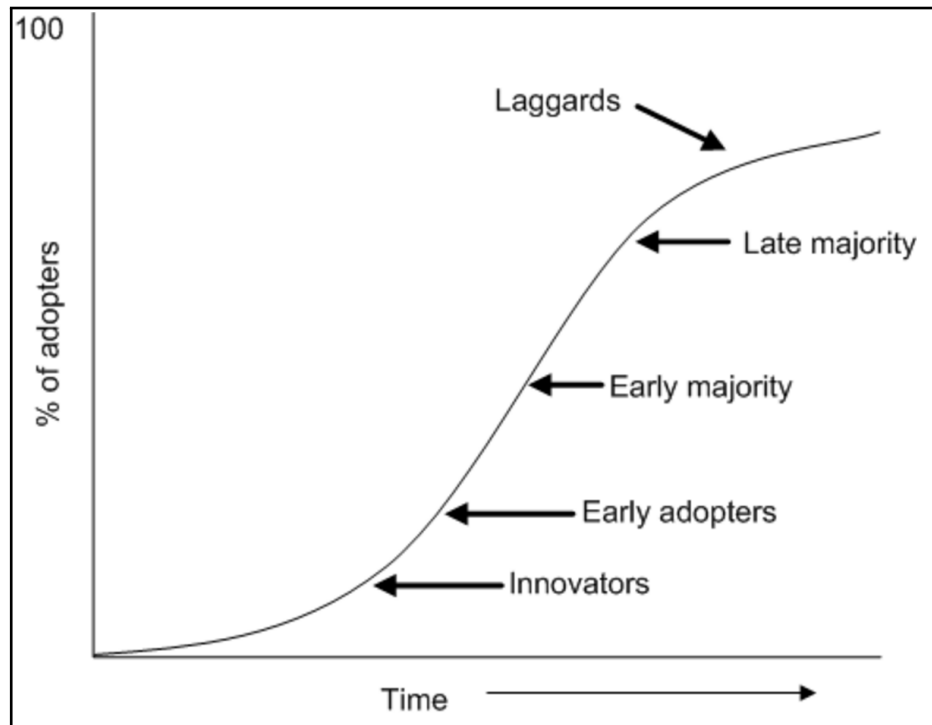 100
Laggards
Late majority
% of adopters
Early majority
Early adopters
Innovators
Time